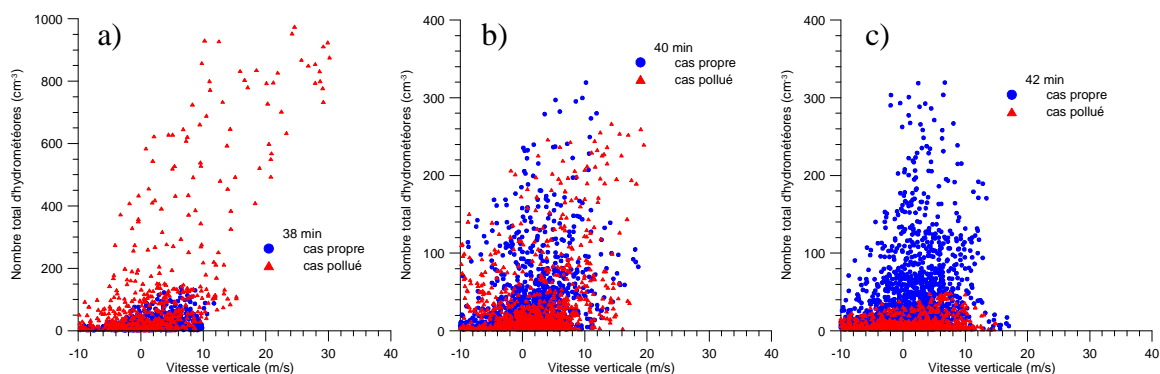 a)
Nombre total d'hydrométéores (cm-3)
1000
800
600
400
200
0
38 min
cas propre
cas pollué
-10 0 10 20 30 40
Vitesse verticale (m/s)
b)
Nombre total d'hydrométéores (cm-3)
400
300
200
100
0
40 min
cas propre
cas pollué
-10 0 10 20 30 40
Vitesse verticale (m/s)
c)
Nombre total d'hydrométéores (cm-3)
400
300
200
100
0
42 min
cas propre
cas pollué
-10 0 10 20 30 40
Vitesse verticale (m/s)